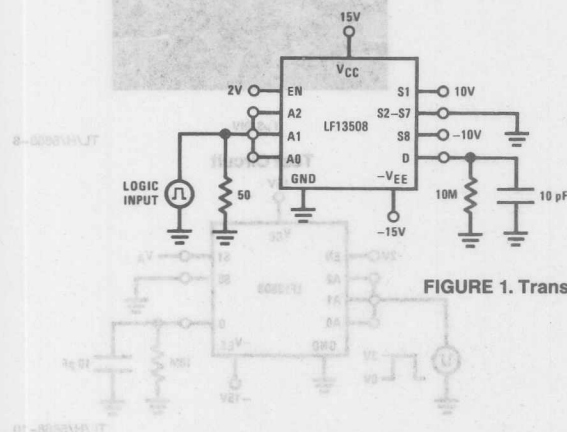 15V
VCC
2V EN S1 10V
A2 S2–S7
A1 LF13508 S8 –10V
A0 D
GND –VEE
LOGIC INPUT 50 10M 10 pF
–15V
FIGURE 1. Trans